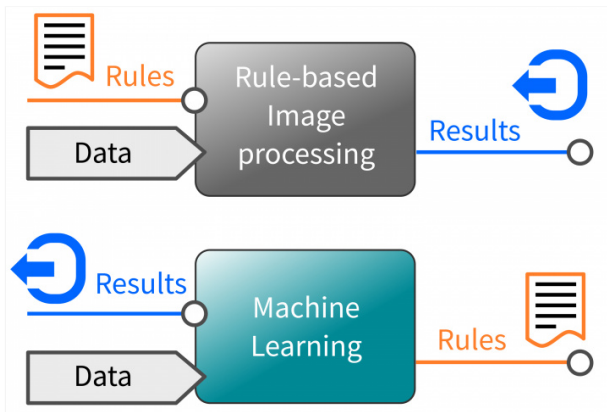 Rules
Rule-based
Image
processing
Data
Results
Results
Machine
Learning
Data
Rules